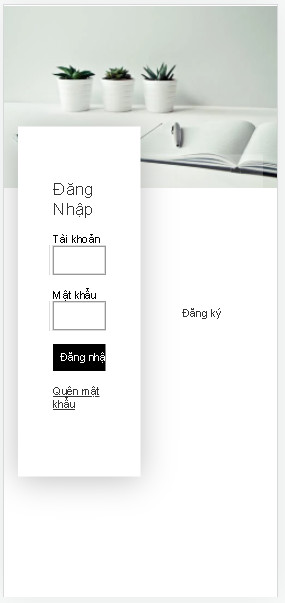 Đăng
Nhập
Tài khoản
Mật khẩu
Đăng nhậ
Quên mật
khẩu
Đăng ký